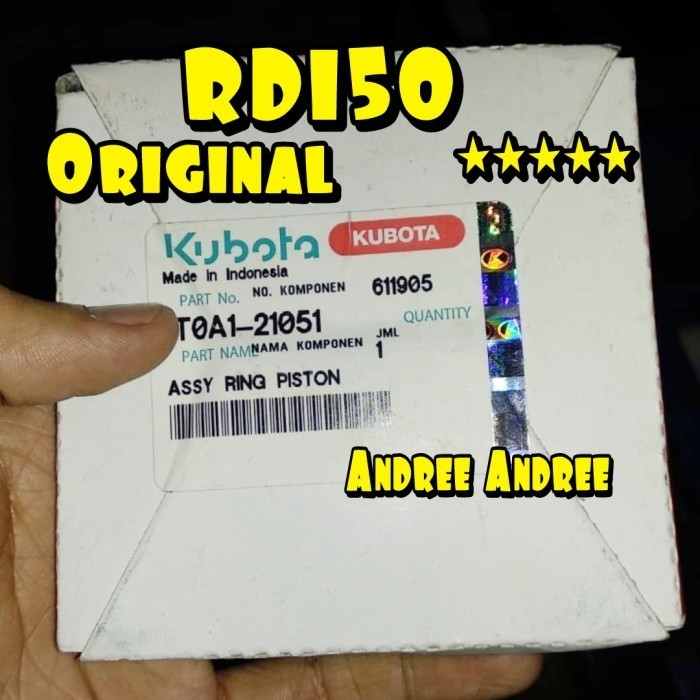 RDI50
ORIGINAL ★★★★★
Kubota KUBOTA
Made in Indonesia
PART No. NO. KOMPONEN 611905
T0A1-21051 QUANTITY
PART NAME NAMA KOMPONEN JML
1
ASSY RING PISTON
ANDREE ANDREE